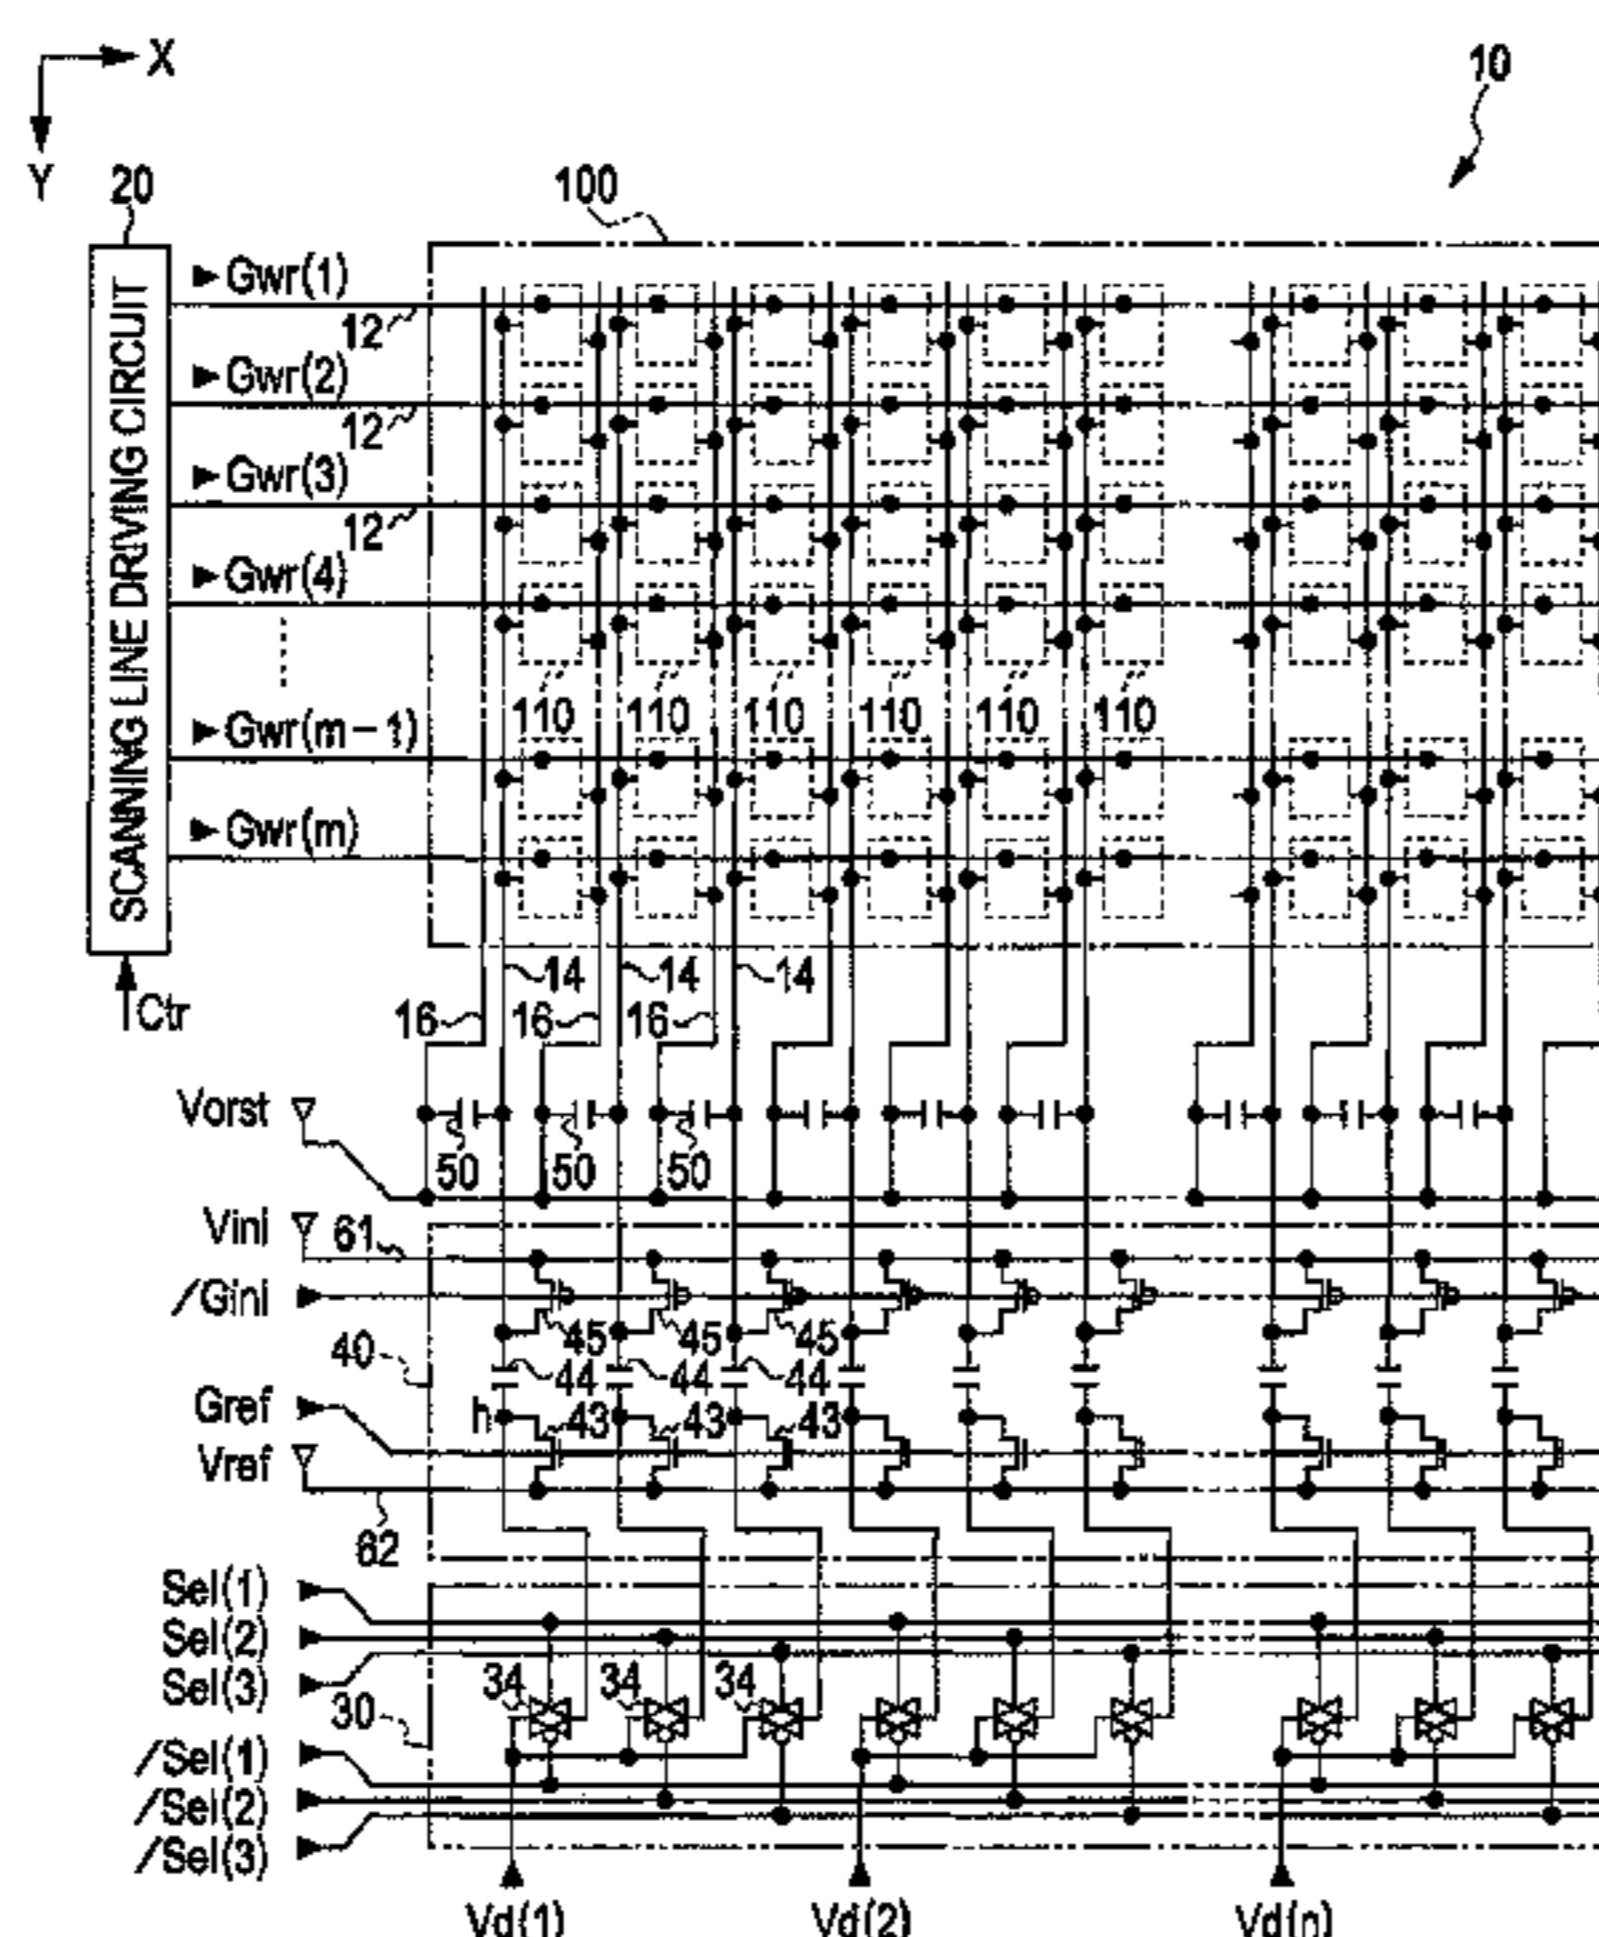 X
10
Y
20
100
SCANNING LINE DRIVING CIRCUIT
Gwr(1)
12
Gwr(2)
12
Gwr(3)
12
Gwr(4)
110 110 110 110 110 110
Gwr(m−1)
Gwr(m)
14 14 14
Ctr
16 16 16
Vorst
50 50 50
Vini
61
/Gini
45 45 45
40
44 44 44
Gref
h
43 43 43
Vref
62
Sel(1)
Sel(2)
Sel(3)
34 34 34
30
/Sel(1)
/Sel(2)
/Sel(3)
Vd(1) Vd(2) Vd(n)